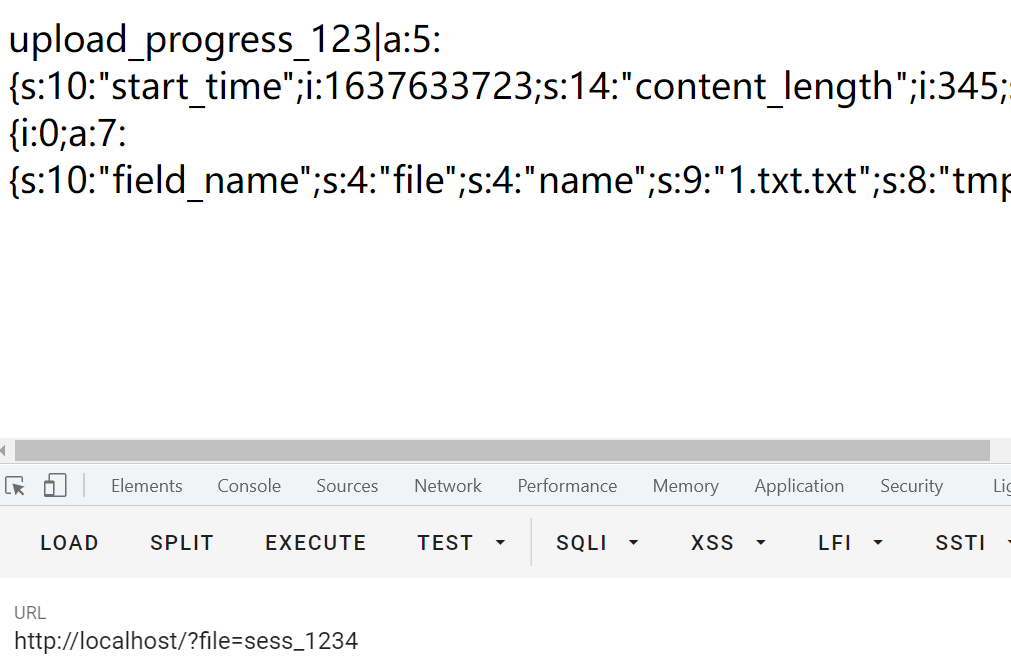 upload_progress_123|a:5:
{s:10:"start_time";i:1637633723;s:14:"content_length";i:345;
{i:0;a:7:
{s:10:"field_name";s:4:"file";s:4:"name";s:9:"1.txt.txt";s:8:"tmp
Elements Console Sources Network Performance Memory Application Security Lig
LOAD SPLIT EXECUTE TEST SQLI XSS LFI SSTI
URL
http://localhost/?file=sess_1234